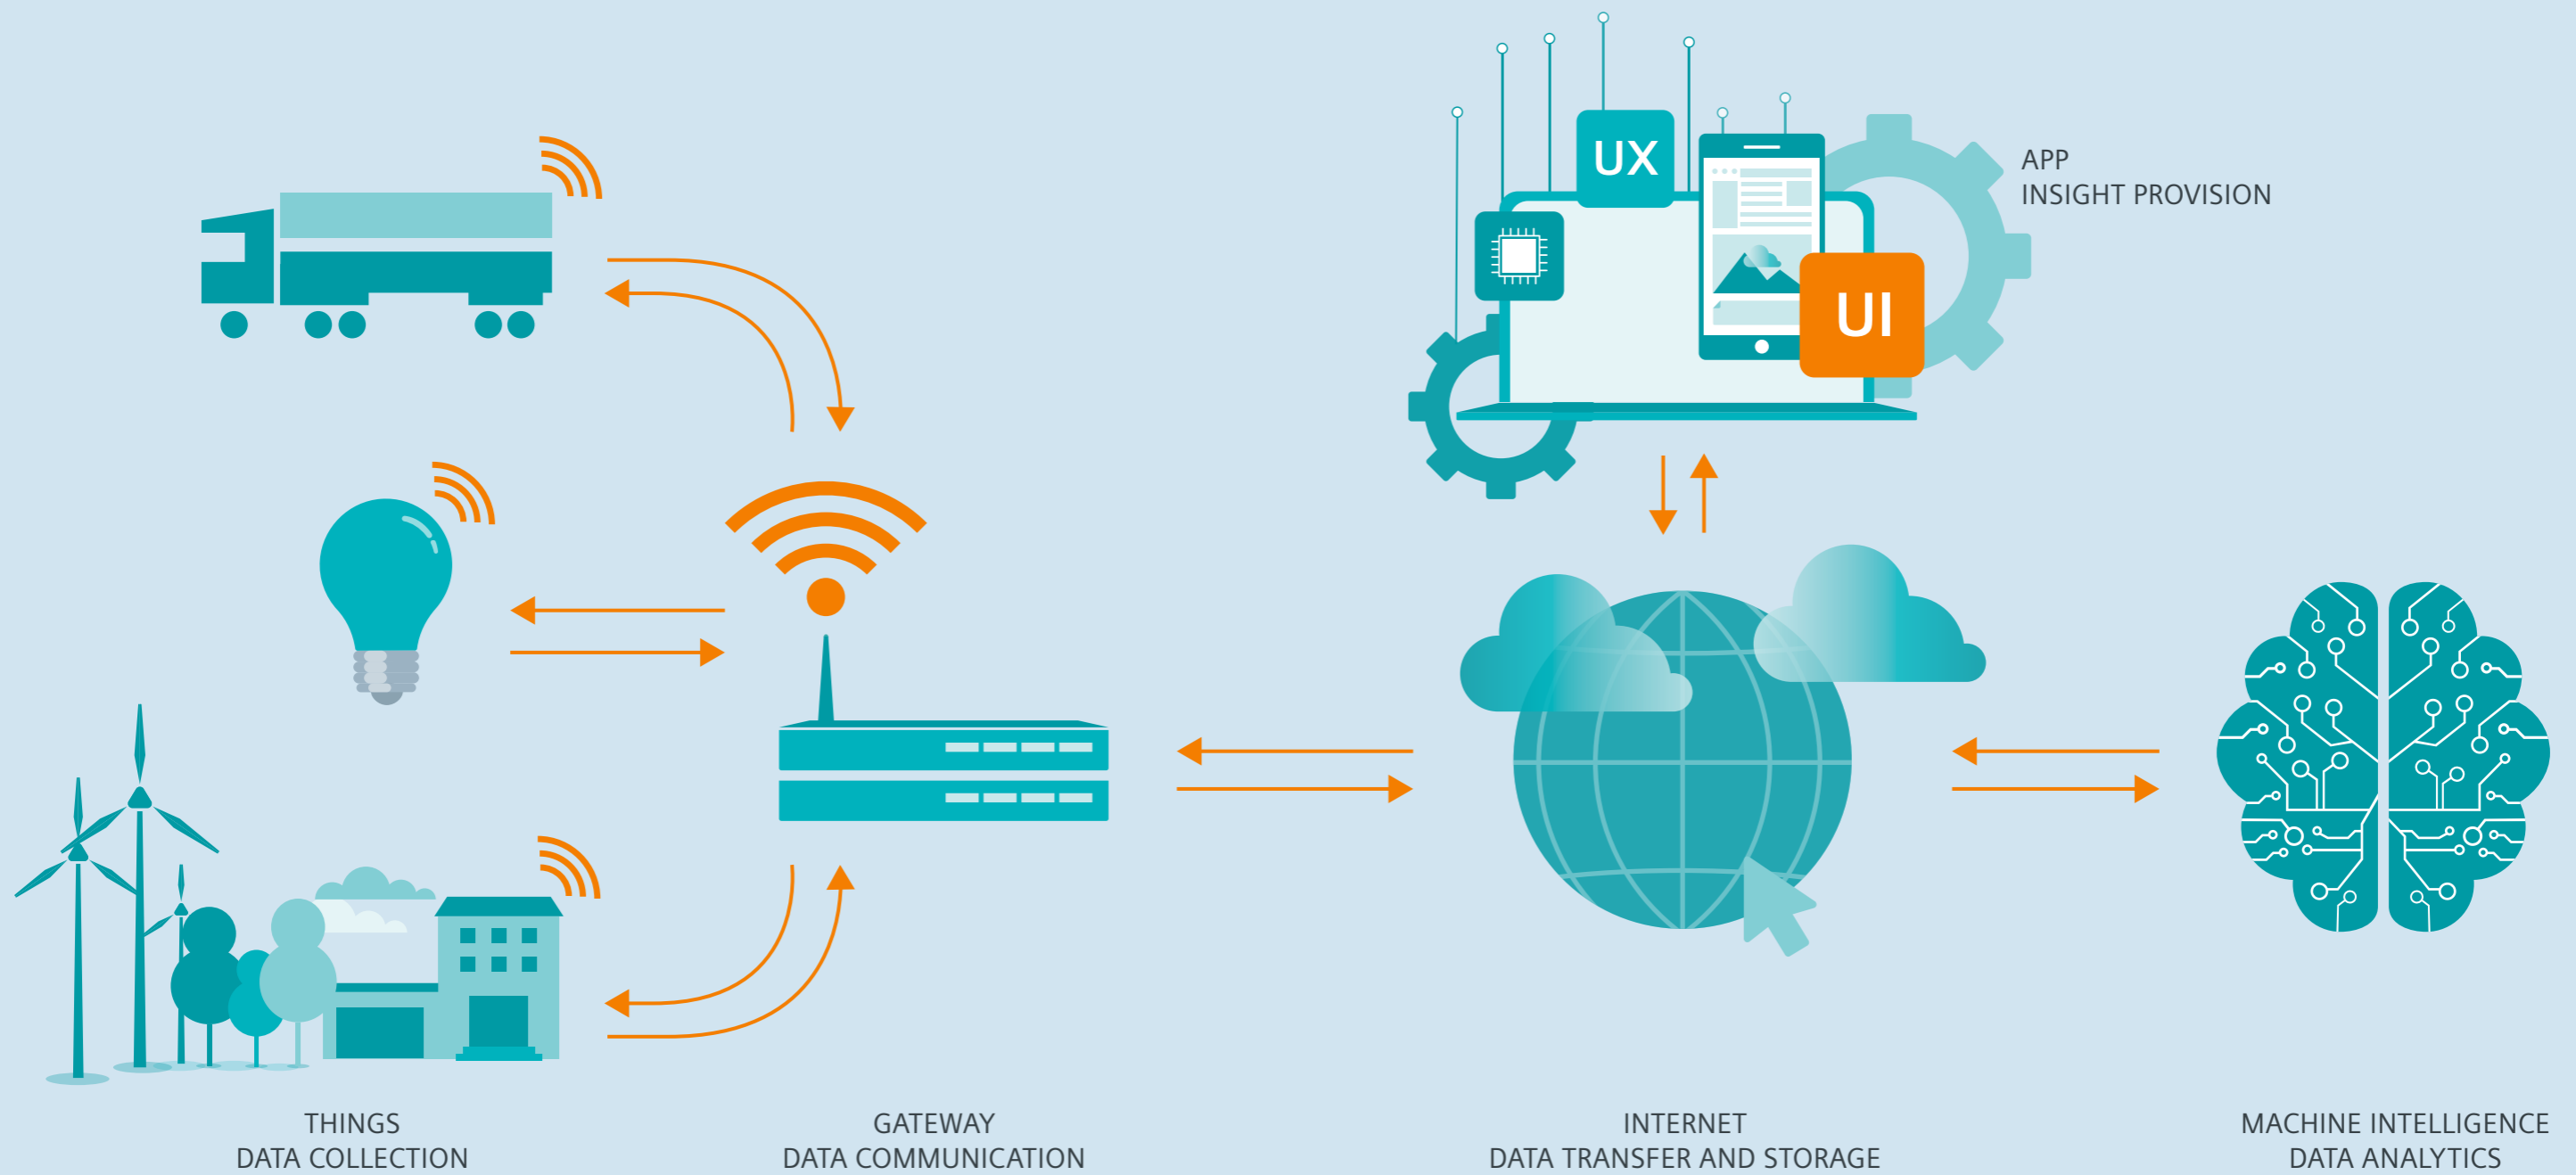 UX
UI
APP
INSIGHT PROVISION
THINGS
DATA COLLECTION
GATEWAY
DATA COMMUNICATION
INTERNET
DATA TRANSFER AND STORAGE
MACHINE INTELLIGENCE
DATA ANALYTICS